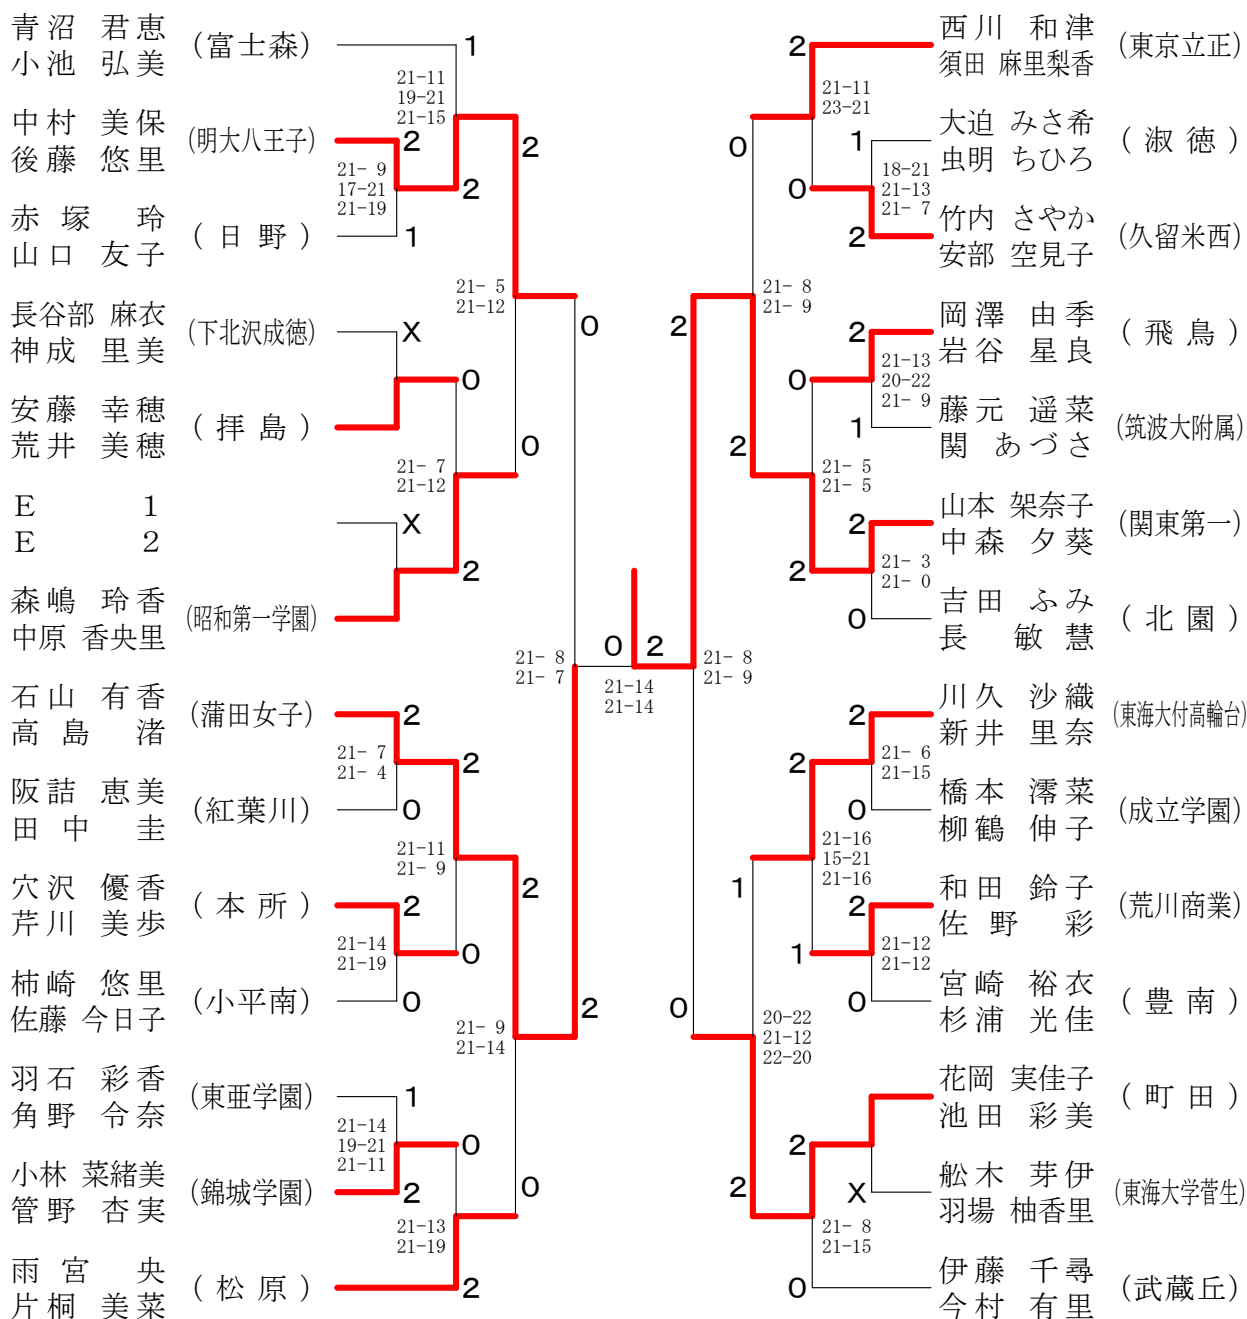 青沼 君恵
小池 弘美
(富士森)
1
21-11
19-21
21-15
中村 美保
後藤 悠里
(明大八王子)
2
2
21- 9
17-21
21-19
2
赤塚 玲
山口 友子
(日野)
1
21- 5
21-12
0
長谷部 麻衣
神成 里美
(下北沢成徳)
X
0
安藤 幸穂
荒井 美穂
(拝島)
0
21- 7
21-12
E 1
E 2
X
2
森嶋 玲香
中原 香央里
(昭和第一学園)
21- 8
21- 7
石山 有香
高島 渚
(蒲田女子)
2
21- 7
21- 4
2
阪詰 恵美
田中 圭
(紅葉川)
0
21-11
21- 9
2
穴沢 優香
芹川 美歩
(本所)
2
21-14
21-19
0
柿崎 悠里
佐藤 今日子
(小平南)
0
2
21- 9
21-14
羽石 彩香
角野 令奈
(東亜学園)
1
21-14
19-21
21-11
0
小林 菜緒美
管野 杏実
(錦城学園)
2
0
21-13
21-19
雨宮 央
片桐 美菜
(松原)
2
0 2
21-14
21-14
2
西川 和津
須田 麻里梨香
(東京立正)
21-11
23-21
0
1
大迫 みさ希
虫明 ちひろ
(淑徳)
18-21
21-13
21- 7
0
2
竹内 さやか
安部 空見子
(久留米西)
21- 8
21- 9
2
2
岡澤 由季
岩谷 星良
(飛鳥)
21-13
20-22
21- 9
0
1
藤元 遥菜
関 あづさ
(筑波大附属)
2
21- 5
21- 5
2
山本 架奈子
中森 夕葵
(関東第一)
21- 3
21- 0
2
0
吉田 ふみ
長 敏慧
(北園)
21- 8
21- 9
2
川久 沙織
新井 里奈
(東海大付高輪台)
21- 6
21-15
2
0
橋本 澪菜
柳鶴 伸子
(成立学園)
21-16
15-21
21-16
1
2
和田 鈴子
佐野 彩
(荒川商業)
21-12
21-12
1
0
宮崎 裕衣
杉浦 光佳
(豊南)
0
20-22
21-12
22-20
花岡 実佳子
池田 彩美
(町田)
2
X
舩木 芽伊
羽場 柚香里
(東海大学菅生)
2
21- 8
21-15
0
伊藤 千尋
今村 有里
(武蔵丘)